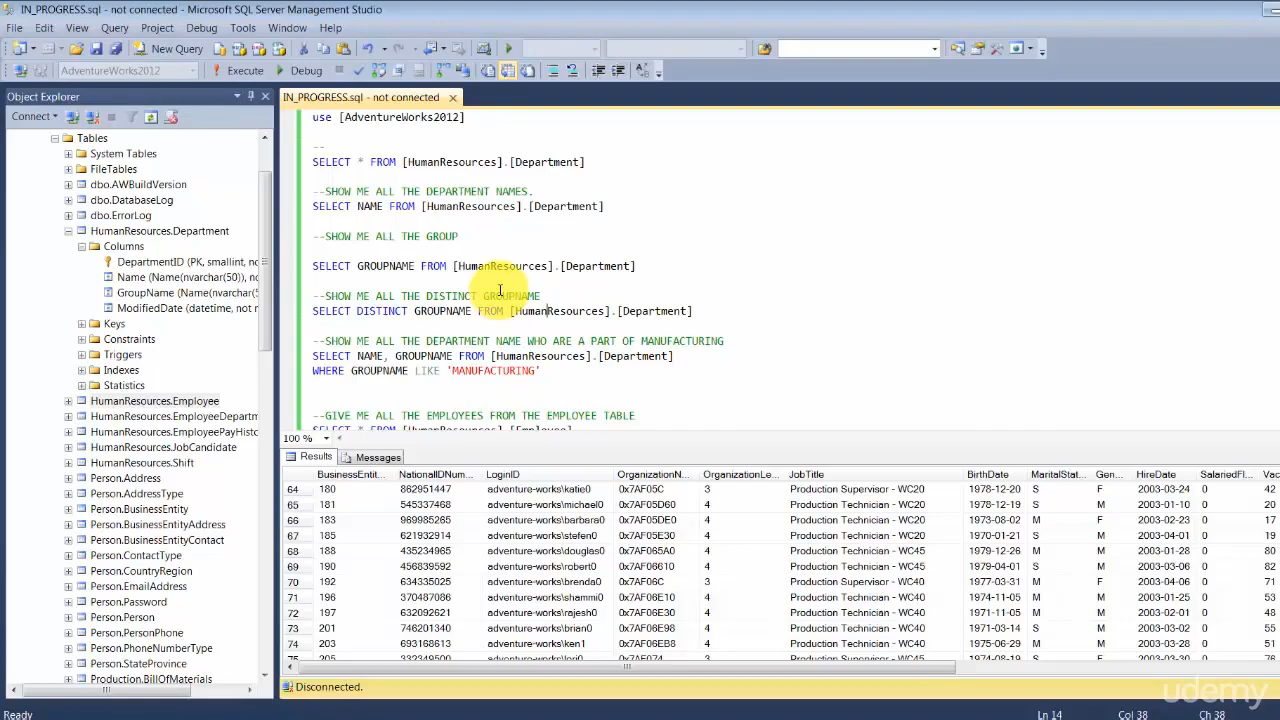 IN_PROGRESS.sql - not connected - Microsoft SQL Server Management Studio
File Edit View Query Project Debug Tools Window Help
New Query
AdventureWorks2012 Execute Debug
Object Explorer
IN_PROGRESS.sql - not connected
Connect
Tables
System Tables
FileTables
dbo.AWBuildVersion
dbo.DatabaseLog
dbo.ErrorLog
HumanResources.Department
Columns
DepartmentID (PK, smallint, no
Name (Name(nvarchar(50)), no
GroupName (Name(nvarchar(5
ModifiedDate (datetime, not n
Keys
Constraints
Triggers
Indexes
Statistics
HumanResources.Employee
HumanResources.EmployeeDepartm
HumanResources.EmployeePayHisto
HumanResources.JobCandidate
HumanResources.Shift
Person.Address
Person.AddressType
Person.BusinessEntity
Person.BusinessEntityAddress
Person.BusinessEntityContact
Person.ContactType
Person.CountryRegion
Person.EmailAddress
Person.Password
Person.Person
Person.PersonPhone
Person.PhoneNumberType
Person.StateProvince
Production.BillOfMaterials
use [AdventureWorks2012]
--
SELECT * FROM [HumanResources].[Department]
--SHOW ME ALL THE DEPARTMENT NAMES.
SELECT NAME FROM [HumanResources].[Department]
--SHOW ME ALL THE GROUP
SELECT GROUPNAME FROM [HumanResources].[Department]
--SHOW ME ALL THE DISTINCT GROUPNAME
SELECT DISTINCT GROUPNAME FROM [HumanResources].[Department]
--SHOW ME ALL THE DEPARTMENT NAME WHO ARE A PART OF MANUFACTURING
SELECT NAME, GROUPNAME FROM [HumanResources].[Department]
WHERE GROUPNAME LIKE 'MANUFACTURING'
--GIVE ME ALL THE EMPLOYEES FROM THE EMPLOYEE TABLE
SELECT * FROM [HumanResources].[Employee]
100 %
Results Messages
BusinessEntit... NationalIDNum... LoginID OrganizationN... OrganizationLe... JobTitle BirthDate MaritalStat... Gen... HireDate SalariedFl... Vac
64 180 882951447 adventure-works\katie0 0x7AF05C 3 Production Supervisor - WC20 1978-12-20 S F 2003-03-24 0 42
65 181 545337468 adventure-works\michael0 0x7AF05D60 4 Production Technician - WC20 1978-12-19 S M 2003-01-10 0 20
66 183 969985265 adventure-works\barbara0 0x7AF05DE0 4 Production Technician - WC20 1973-08-02 M F 2003-02-23 0 17
67 185 621932914 adventure-works\stefen0 0x7AF05E30 4 Production Technician - WC20 1970-01-21 S M 2003-04-01 0 19
68 188 435234965 adventure-works\douglas0 0x7AF065A0 4 Production Technician - WC45 1979-12-26 M M 2003-01-28 0 80
69 190 456839592 adventure-works\robert0 0x7AF06610 4 Production Technician - WC45 1979-04-01 S M 2003-03-06 0 82
70 192 634335025 adventure-works\brenda0 0x7AF06C 3 Production Supervisor - WC40 1977-03-31 M F 2003-04-06 0 71
71 196 370487086 adventure-works\shammi0 0x7AF06E10 4 Production Technician - WC40 1974-11-05 M M 2003-01-25 0 53
72 197 632092621 adventure-works\rajesh0 0x7AF06E30 4 Production Technician - WC40 1971-11-05 M M 2003-02-01 0 48
73 201 746201340 adventure-works\brian0 0x7AF06E98 4 Production Technician - WC40 1971-03-14 S M 2003-03-02 0 55
74 203 693168613 adventure-works\ken1 0x7AF06EB8 4 Production Technician - WC40 1975-06-29 M M 2003-03-28 0 51
Disconnected.
udemy
Ready Ln 14 Col 38 Ch 38